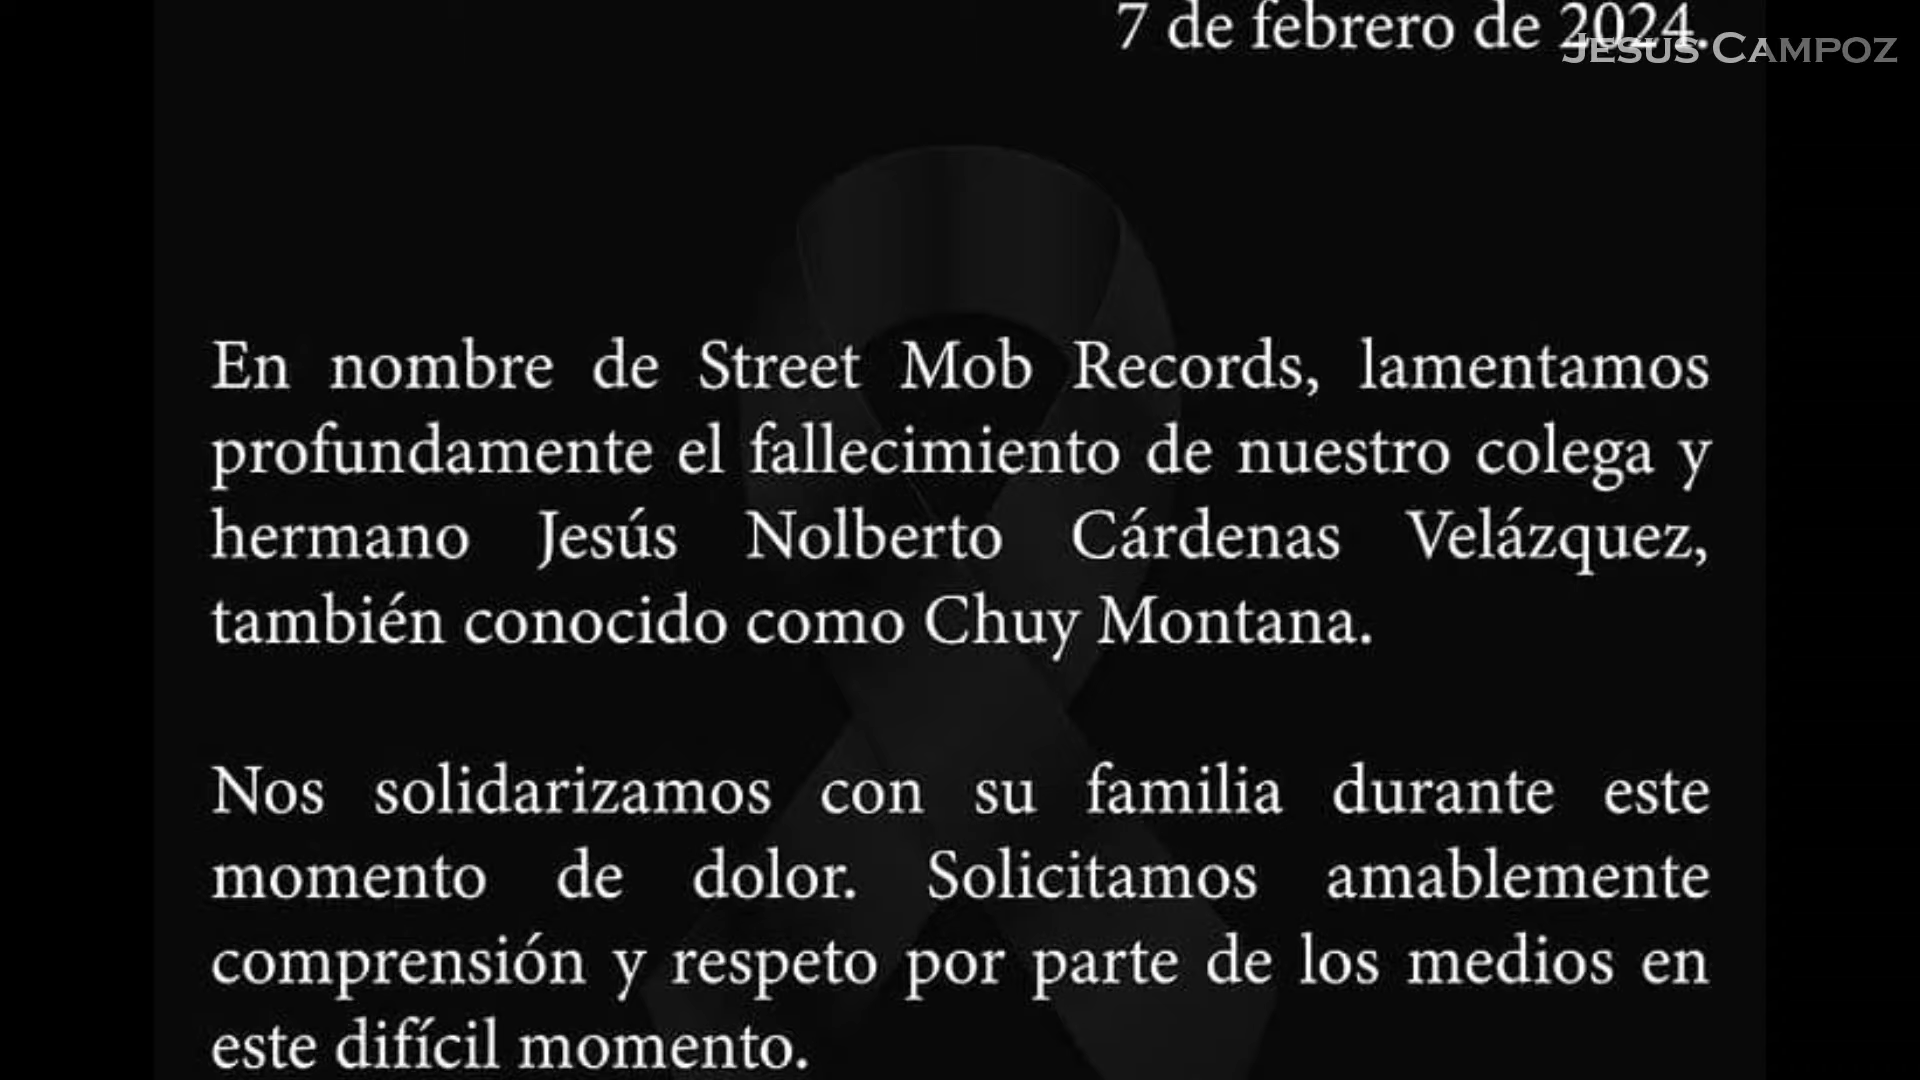 7 de febrero de 2024.
JESUS CAMPOZ
En nombre de Street Mob Records, lamentamos
profundamente el fallecimiento de nuestro colega y
hermano Jesús Nolberto Cárdenas Velázquez,
también conocido como Chuy Montana.
Nos solidarizamos con su familia durante este
momento de dolor. Solicitamos amablemente
comprensión y respeto por parte de los medios en
este difícil momento.